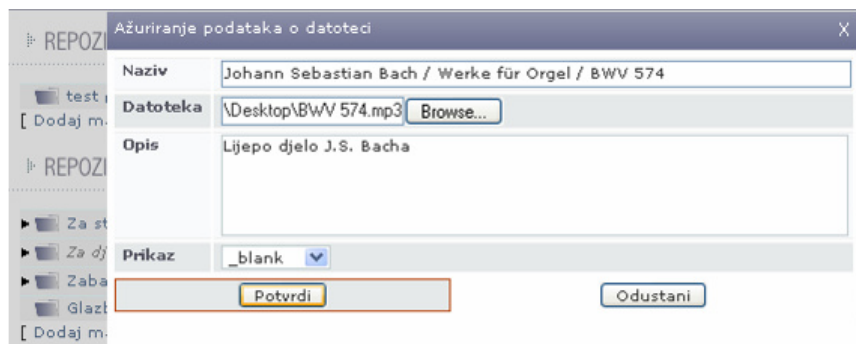 Ažuriranje podataka o datoteci X
REPOZI
Naziv Johann Sebastian Bach / Werke für Orgel / BWV 574
test
Datoteka \Desktop\BWV 574.mp3 Browse...
[ Dodaj m
Opis Lijepo djelo J.S. Bacha
REPOZI
Za st
Za dj
Prikaz _blank
Zaba
Potvrdi Odustani
Glazb
[ Dodaj m